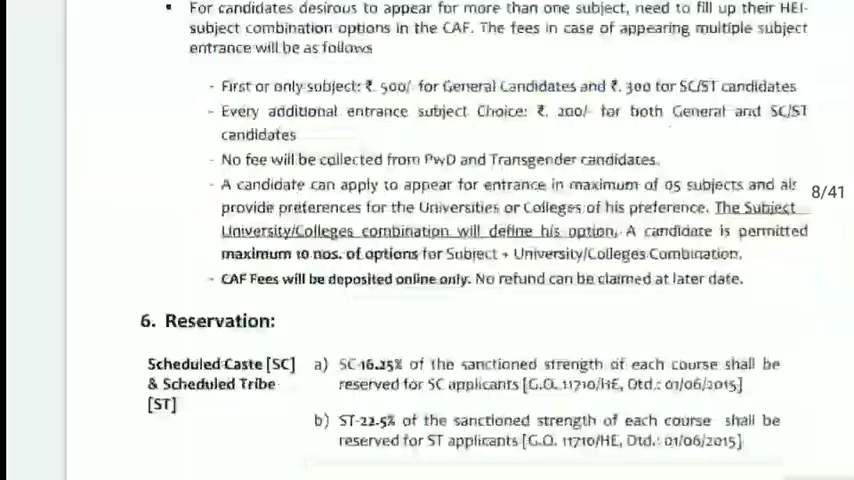 ▪ For candidates desirous to appear for more than one subject, need to fill up their HEI-
subject combination options in the CAF. The fees in case of appearing multiple subject
entrance will be as follows
- First or only subject: ₹. 500/- for General Candidates and ₹. 300 for SC/ST candidates
- Every additional entrance subject Choice: ₹. 200/- for both General and SC/ST
candidates
- No fee will be collected from PwD and Transgender candidates.
- A candidate can apply to appear for entrance in maximum of 05 subjects and
8/41
provide preferences for the Universities or Colleges of his preference. The Subject
University/Colleges combination will define his option. A candidate is permitted
maximum 10 nos. of options for Subject + University/Colleges Combination.
- CAF Fees will be deposited online only. No refund can be claimed at later date.
6. Reservation:
Scheduled Caste [SC]
& Scheduled Tribe
[ST]
a) SC-16.25% of the sanctioned strength of each course shall be
reserved for SC applicants [G.O. 11710/HE, Dtd.: 01/06/2015]
b) ST-22.5% of the sanctioned strength of each course shall be
reserved for ST applicants [G.O. 11710/HE, Dtd.: 01/06/2015]